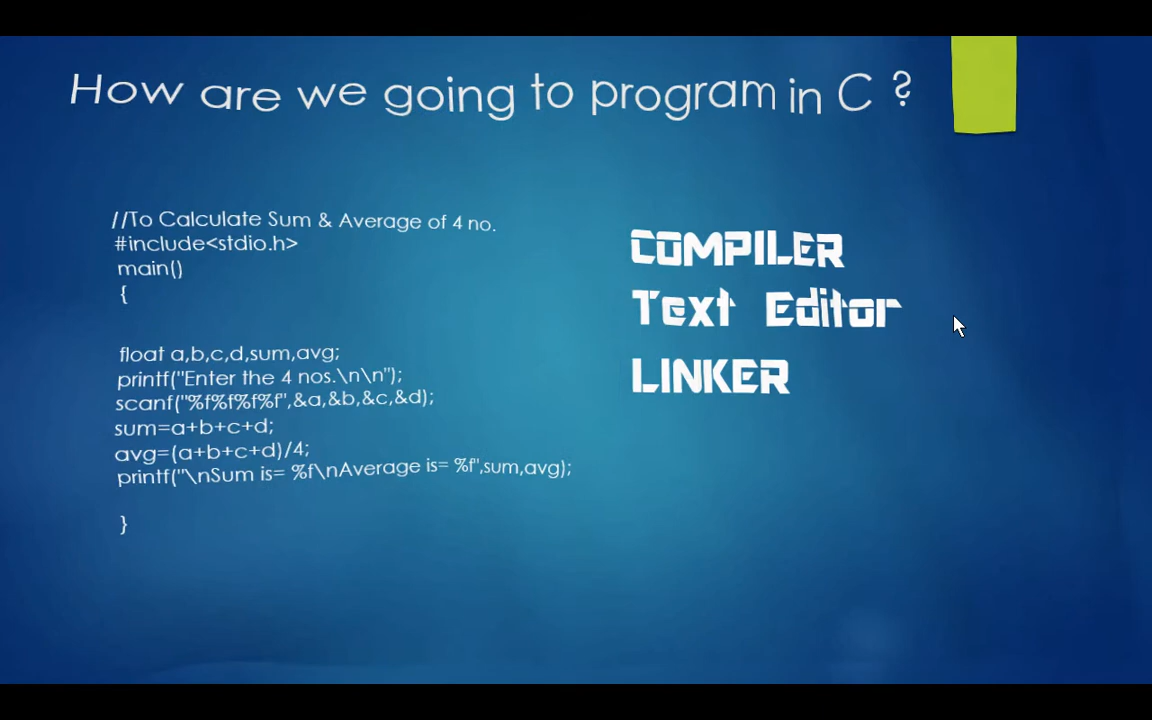 How are we going to program in C ?
//To Calculate Sum & Average of 4 no.
#include<stdio.h>
main()
{
float a,b,c,d,sum,avg;
printf("Enter the 4 nos.\n\n");
scanf("%f%f%f%f",&a,&b,&c,&d);
sum=a+b+c+d;
avg=(a+b+c+d)/4;
printf("\nSum is= %f\nAverage is= %f",sum,avg);
}
COMPILER
Text Editor
LINKER